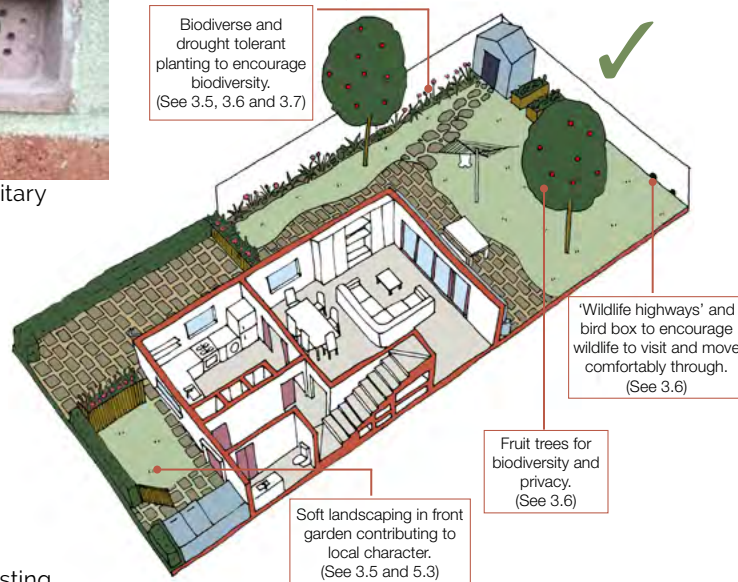 Biodiverse and
drought tolerant
planting to encourage
biodiversity.
(See 3.5, 3.6 and 3.7)
itary
'Wildlife highways' and
bird box to encourage
wildlife to visit and move
comfortably through.
(See 3.6)
Fruit trees for
biodiversity and
privacy.
(See 3.6)
Soft landscaping in front
garden contributing to
local character.
(See 3.5 and 5.3)
sting